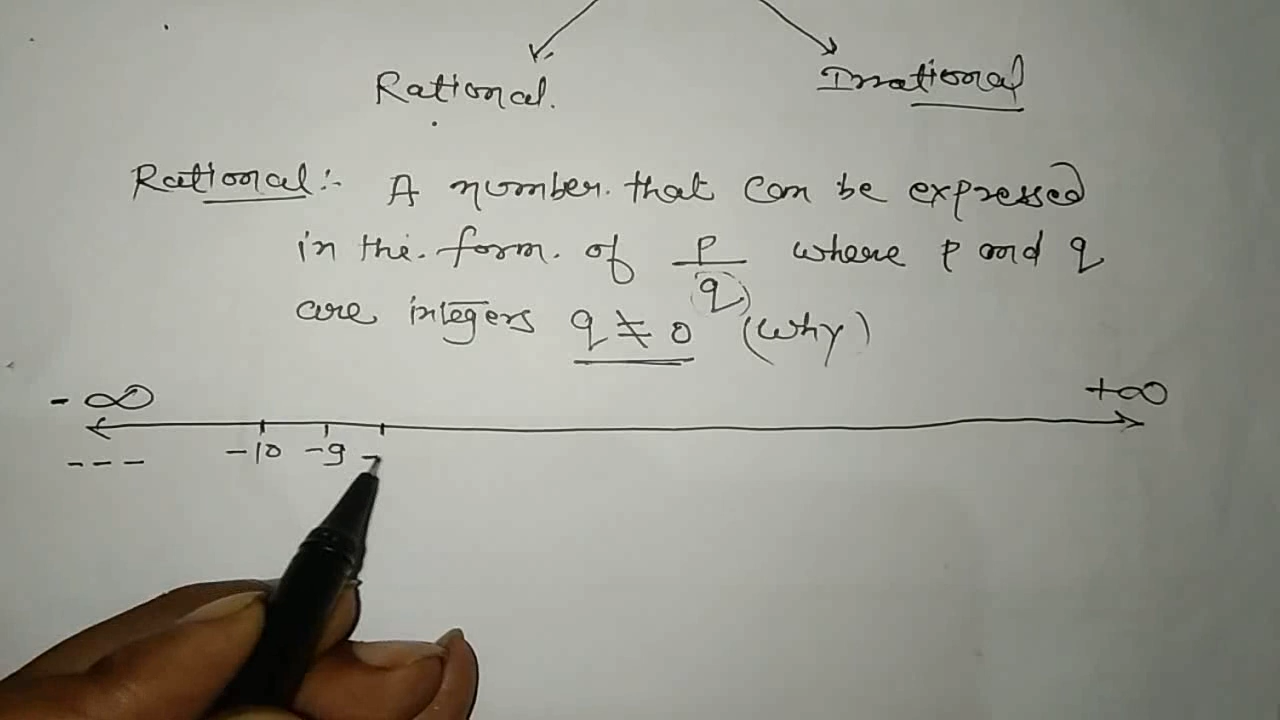 Rational. Irrational
Rational:- A number. that can be expressed
in the. form. of p/q where p and q
are integers q ≠ 0 (why)
- ∞ +∞
--- -10 -9 -